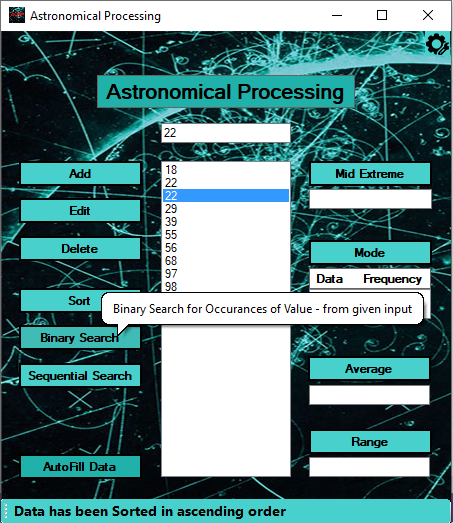 Astronomical Processing
Astronomical Processing
22
Add
Edit
Delete
Sort
Binary Search
Sequential Search
AutoFill Data
18
22
22
29
39
55
56
68
97
98
Mid Extreme
Mode
Data Frequency
Binary Search for Occurances of Value - from given input
Average
Range
Data has been Sorted in ascending order